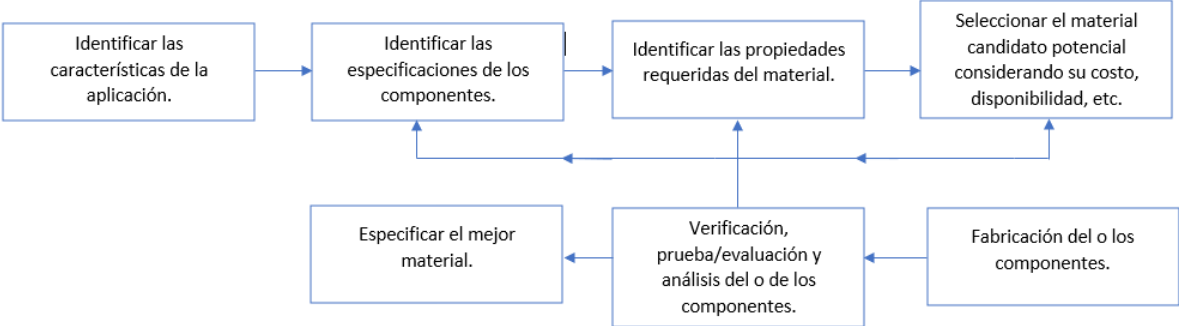 Identificar las
características de la
aplicación.
Identificar las
especificaciones de los
componentes.
Identificar las propiedades
requeridas del material.
Seleccionar el material
candidato potencial
considerando su costo,
disponibilidad, etc.
Especificar el mejor
material.
Verificación,
prueba/evaluación y
análisis del o de los
componentes.
Fabricación del o los
componentes.